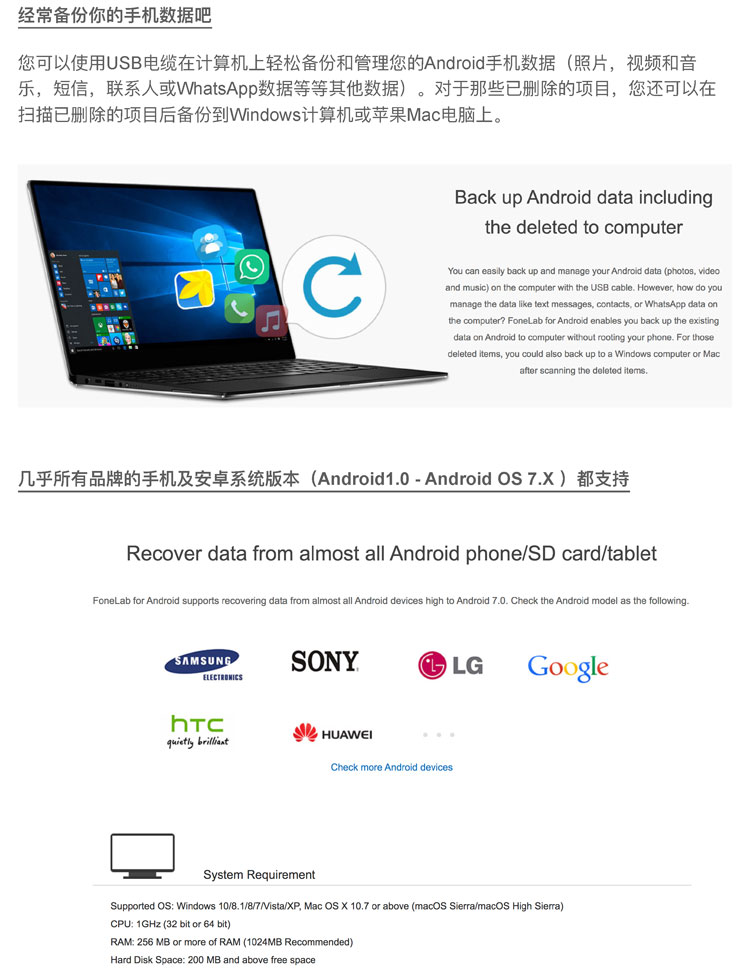 经常备份你的手机数据吧
您可以使用USB电缆在计算机上轻松备份和管理您的Android手机数据（照片，视频和音
乐，短信，联系人或WhatsApp数据等等其他数据）。对于那些已删除的项目，您还可以在
扫描已删除的项目后备份到Windows计算机或苹果Mac电脑上。
Back up Android data including
the deleted to computer
You can easily back up and manage your Android data (photos, video
and music) on the computer with the USB cable. However, how do you
manage the data like text messages, contacts, or WhatsApp data on
the computer? FoneLab for Android enables you back up the existing
data on Android to computer without rooting your phone. For those
deleted items, you could also back up to a Windows computer or Mac
after scanning the deleted items.
几乎所有品牌的手机及安卓系统版本（Android1.0 - Android OS 7.X ）都支持
Recover data from almost all Android phone/SD card/tablet
FoneLab for Android supports recovering data from almost all Android devices high to Android 7.0. Check the Android model as the following.
SAMSUNG
ELECTRONICS
SONY
LG
Google
hTC
quietly brilliant
HUAWEI
Check more Android devices
System Requirement
Supported OS: Windows 10/8.1/8/7/Vista/XP, Mac OS X 10.7 or above (macOS Sierra/macOS High Sierra)
CPU: 1GHz (32 bit or 64 bit)
RAM: 256 MB or more of RAM (1024MB Recommended)
Hard Disk Space: 200 MB and above free space